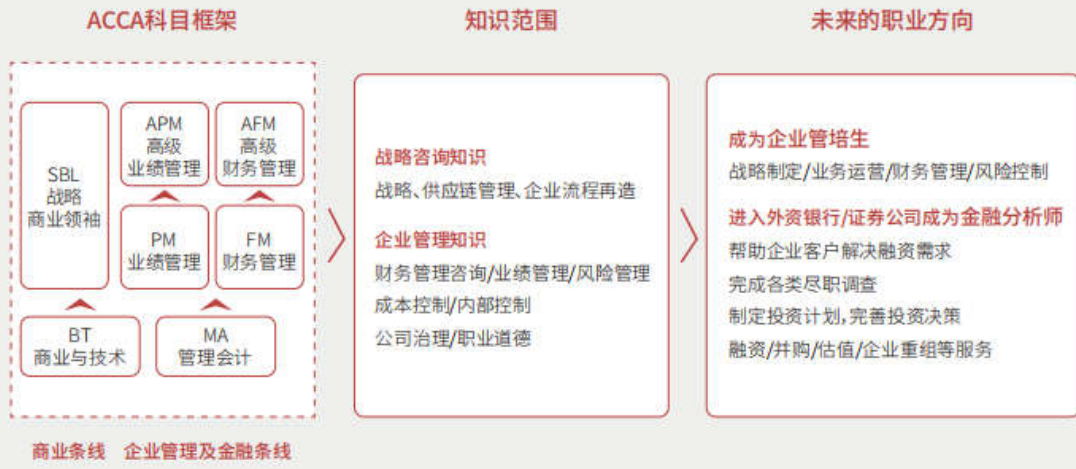 ACCA科目框架
知识范围
未来的职业方向
SBL
战略
商业领袖
APM
高级
业绩管理
AFM
高级
财务管理
PM
业绩管理
FM
财务管理
BT
商业与技术
MA
管理会计
商业条线 企业管理及金融条线
战略咨询知识
战略、供应链管理、企业流程再造
企业管理知识
财务管理咨询/业绩管理/风险管理
成本控制/内部控制
公司治理/职业道德
成为企业管培生
战略制定/业务运营/财务管理/风险控制
进入外资银行/证券公司成为金融分析师
帮助企业客户解决融资需求
完成各类尽职调查
制定投资计划,完善投资决策
融资/并购/估值/企业重组等服务